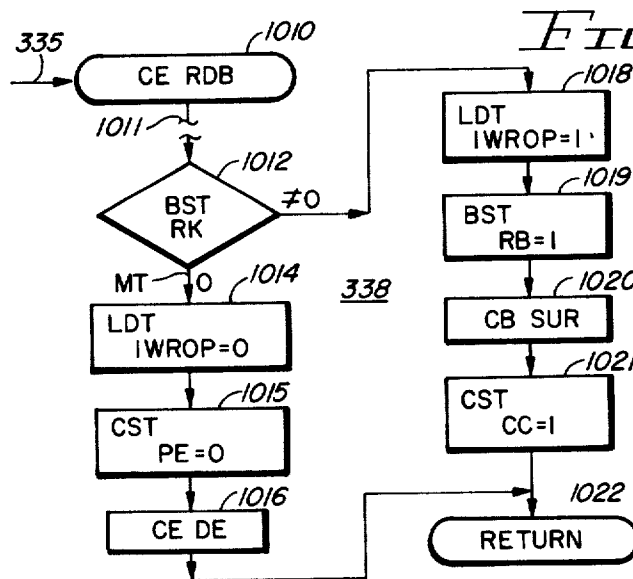 335
CE RDB
1010
1011
BST
RK
1012
≠0
MT
0
LDT
IWROP=0
1014
CST
PE=0
1015
CE DE
1016
338
LDT
IWROP=1
1018
BST
RB=1
1019
CB SUR
1020
CST
CC=1
1021
RETURN
1022